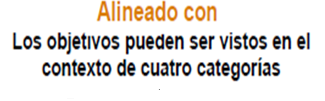 Alineado con
Los objetivos pueden ser vistos en el
contexto de cuatro categorías